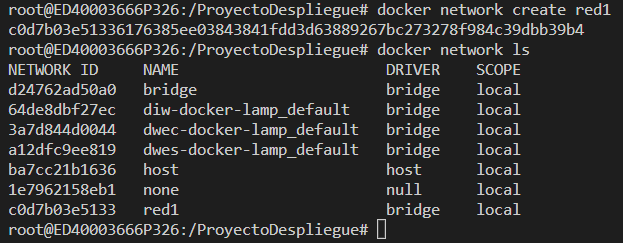 root@ED40003666P326:/ProyectoDespliegue# docker network create red1
c0d7b03e51336176385ee03843841fdd3d63889267bc273278f984c39dbb39b4
root@ED40003666P326:/ProyectoDespliegue# docker network ls
NETWORK ID     NAME                       DRIVER    SCOPE
d24762ad50a0   bridge                     bridge    local
64de8dbf27ec   diw-docker-lamp_default    bridge    local
3a7d844d0044   dwec-docker-lamp_default   bridge    local
a12dfc9ee819   dwes-docker-lamp_default   bridge    local
ba7cc21b1636   host                       host      local
1e7962158eb1   none                       null      local
c0d7b03e5133   red1                       bridge    local
root@ED40003666P326:/ProyectoDespliegue#